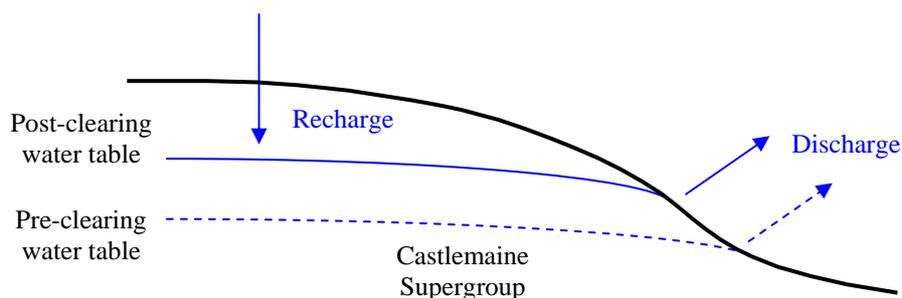 Recharge
Post-clearing
water table
Discharge
Pre-clearing
water table
Castlemaine
Supergroup